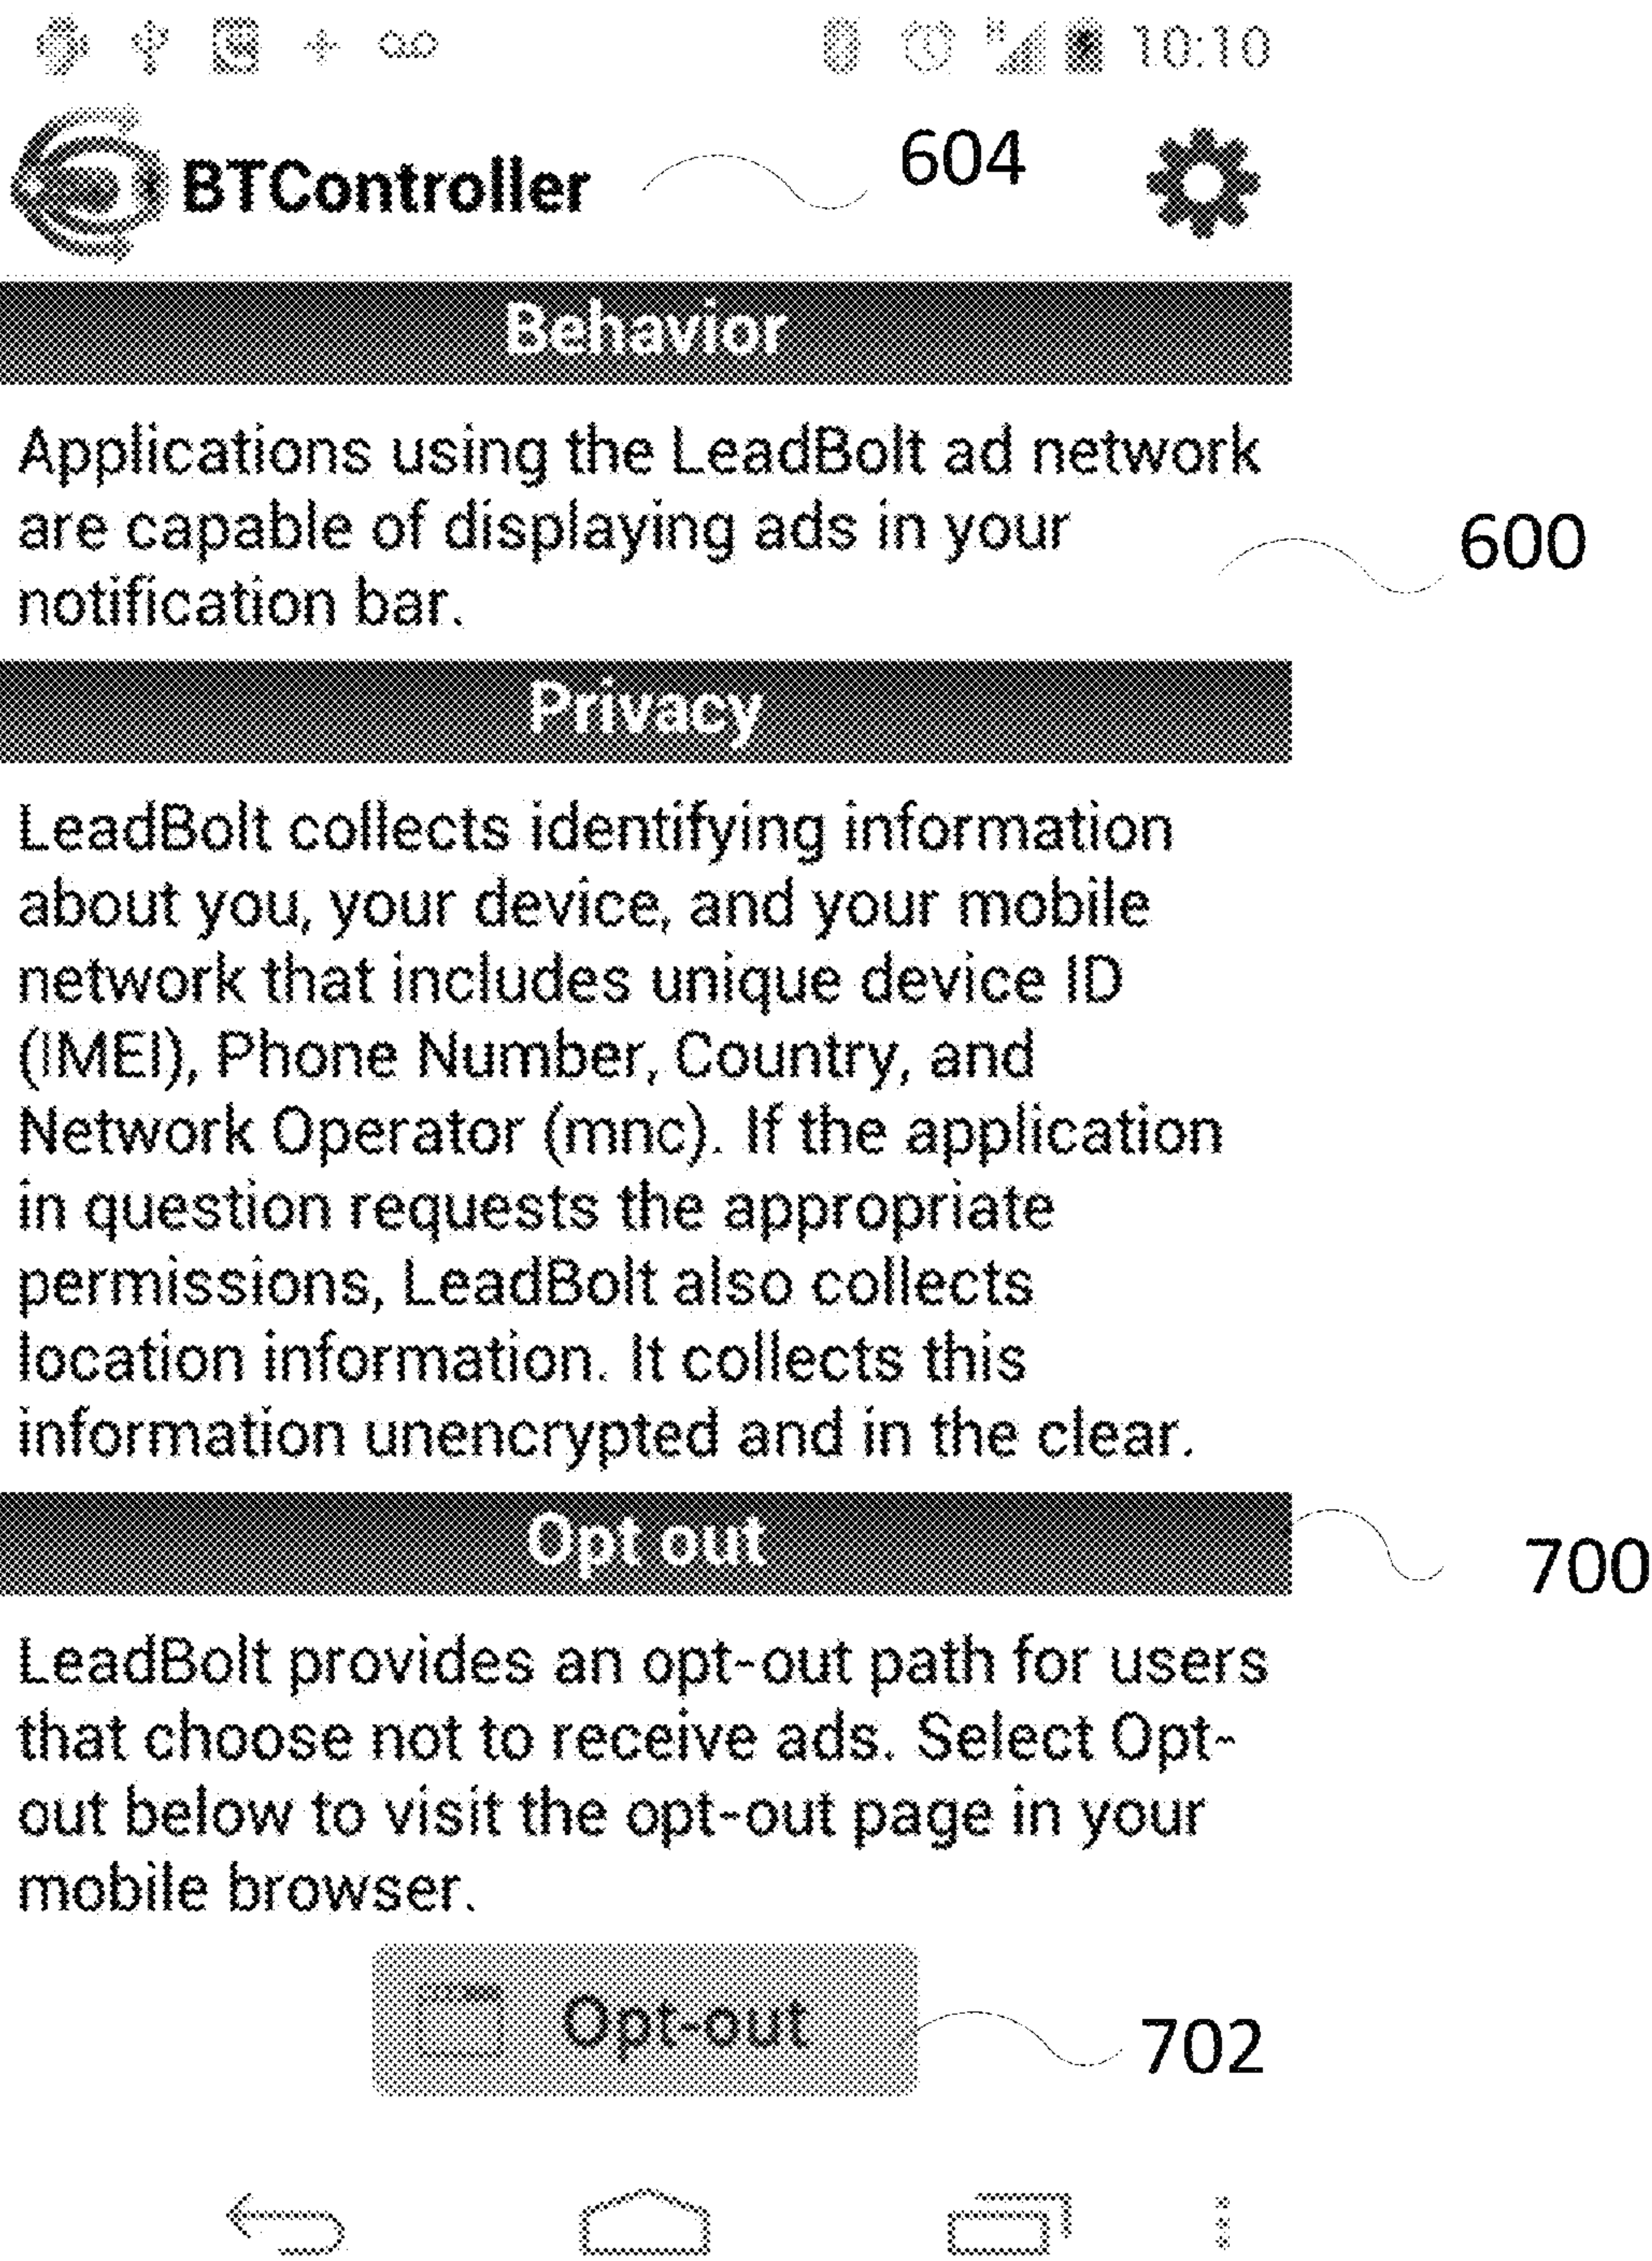 10:10
BTController 604
Behavior
Applications using the LeadBolt ad network
are capable of displaying ads in your
notification bar.
600
Privacy
LeadBolt collects identifying information
about you, your device, and your mobile
network that includes unique device ID
(IMEI), Phone Number, Country, and
Network Operator (mnc). If the application
in question requests the appropriate
permissions, LeadBolt also collects
location information. It collects this
information unencrypted and in the clear.
Opt out
700
LeadBolt provides an opt-out path for users
that choose not to receive ads. Select Opt-
out below to visit the opt-out page in your
mobile browser.
Opt-out
702